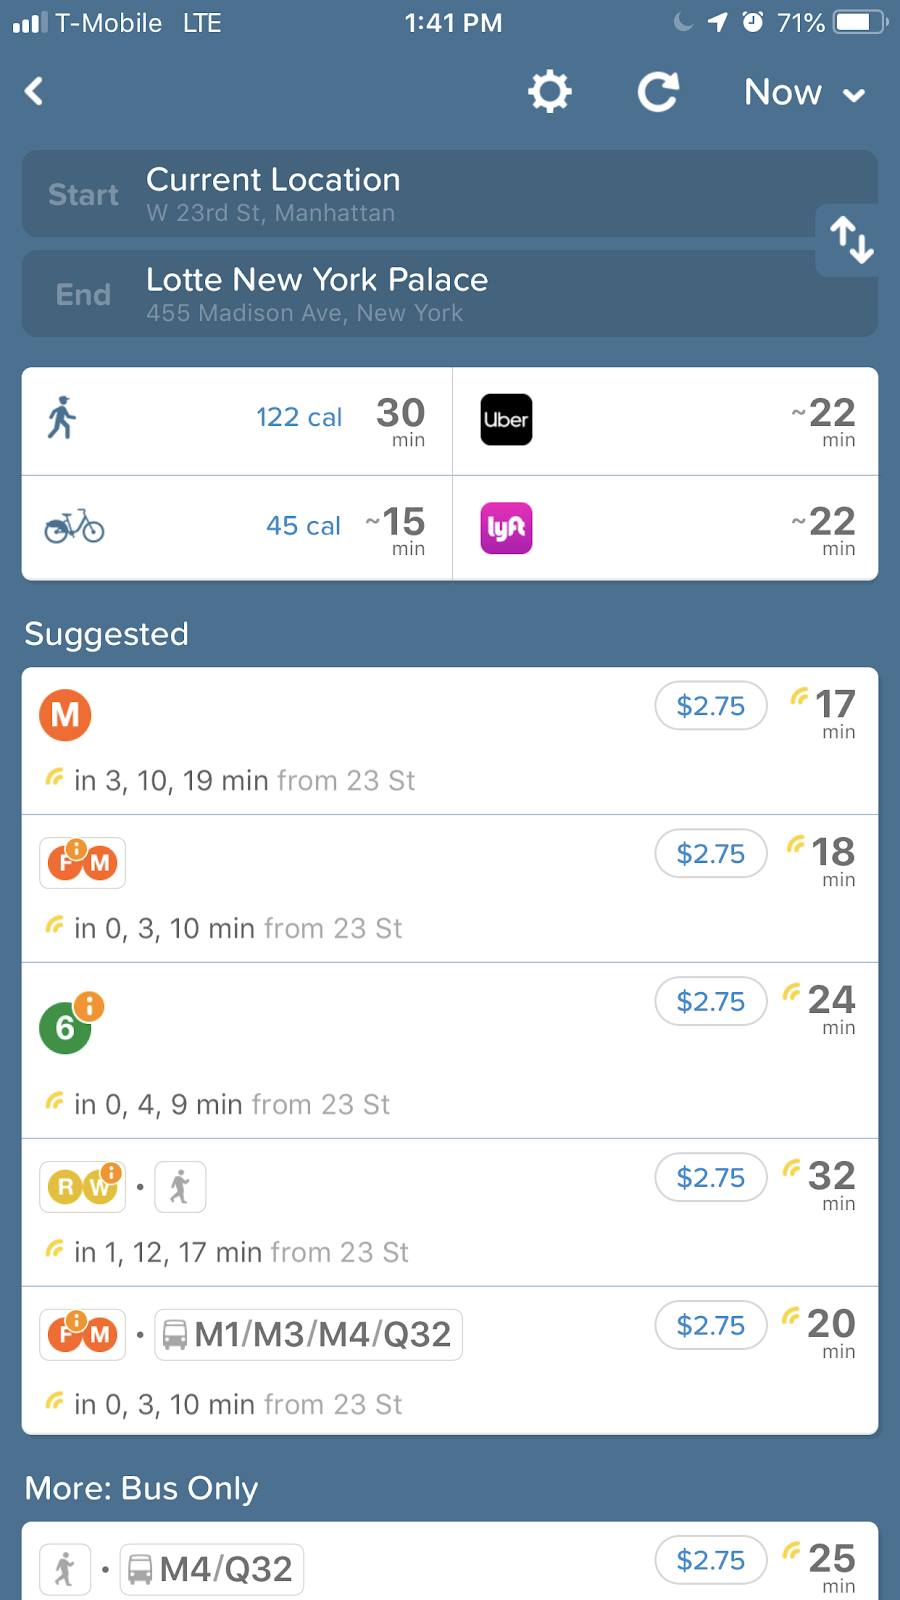 T-Mobile LTE 1:41 PM 71%
Now
Start Current Location
W 23rd St, Manhattan
End Lotte New York Palace
455 Madison Ave, New York
122 cal 30 min
Uber ~22 min
45 cal ~15 min
lyft ~22 min
Suggested
M $2.75 17 min
in 3, 10, 19 min from 23 St
F i M $2.75 18 min
in 0, 3, 10 min from 23 St
6 i $2.75 24 min
in 0, 4, 9 min from 23 St
R W i • $2.75 32 min
in 1, 12, 17 min from 23 St
F i M • M1/M3/M4/Q32 $2.75 20 min
in 0, 3, 10 min from 23 St
More: Bus Only
• M4/Q32 $2.75 25 min